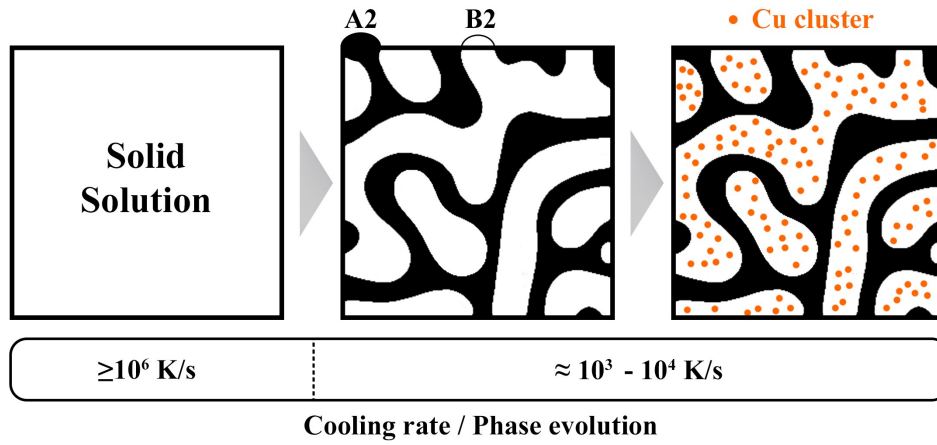 A2
B2
Cu cluster
Solid
Solution
≥10⁶ K/s
≈ 10³ - 10⁴ K/s
Cooling rate / Phase evolution